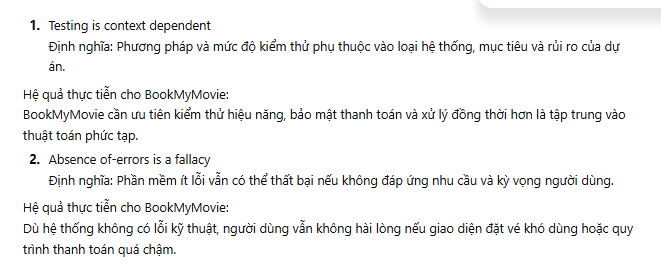 1. Testing is context dependent
Định nghĩa: Phương pháp và mức độ kiểm thử phụ thuộc vào loại hệ thống, mục tiêu và rủi ro của dự
án.
Hệ quả thực tiễn cho BookMyMovie:
BookMyMovie cần ưu tiên kiểm thử hiệu năng, bảo mật thanh toán và xử lý đồng thời hơn là tập trung vào
thuật toán phức tạp.
2. Absence of-errors is a fallacy
Định nghĩa: Phần mềm ít lỗi vẫn có thể thất bại nếu không đáp ứng nhu cầu và kỳ vọng người dùng.
Hệ quả thực tiễn cho BookMyMovie:
Dù hệ thống không có lỗi kỹ thuật, người dùng vẫn không hài lòng nếu giao diện đặt vé khó dùng hoặc quy
trình thanh toán quá chậm.